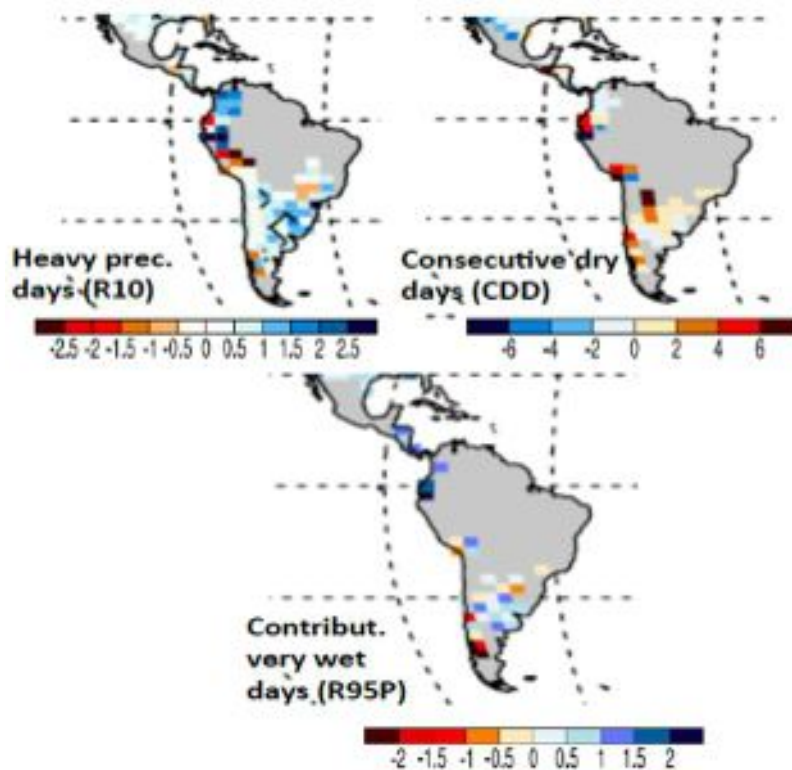 Heavy prec.
days (R10)
-2.5 -2 -1.5 -1 -0.5 0 0.5 1 1.5 2 2.5
Consecutive dry
days (CDD)
-6 -4 -2 0 2 4 6
Contribut.
very wet
days (R95P)
-2 -1.5 -1 -0.5 0 0.5 1 1.5 2